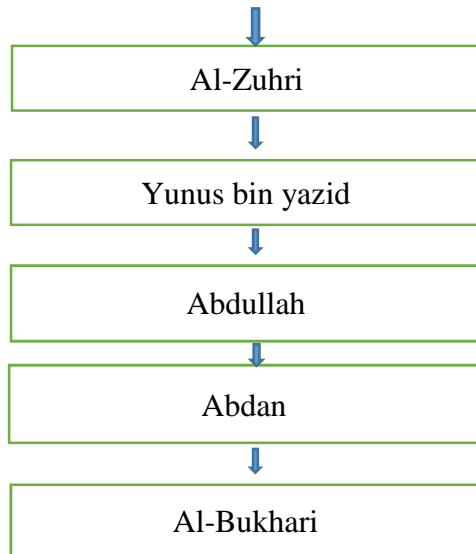 Al-Zuhri
Yunus bin yazid
Abdullah
Abdan
Al-Bukhari